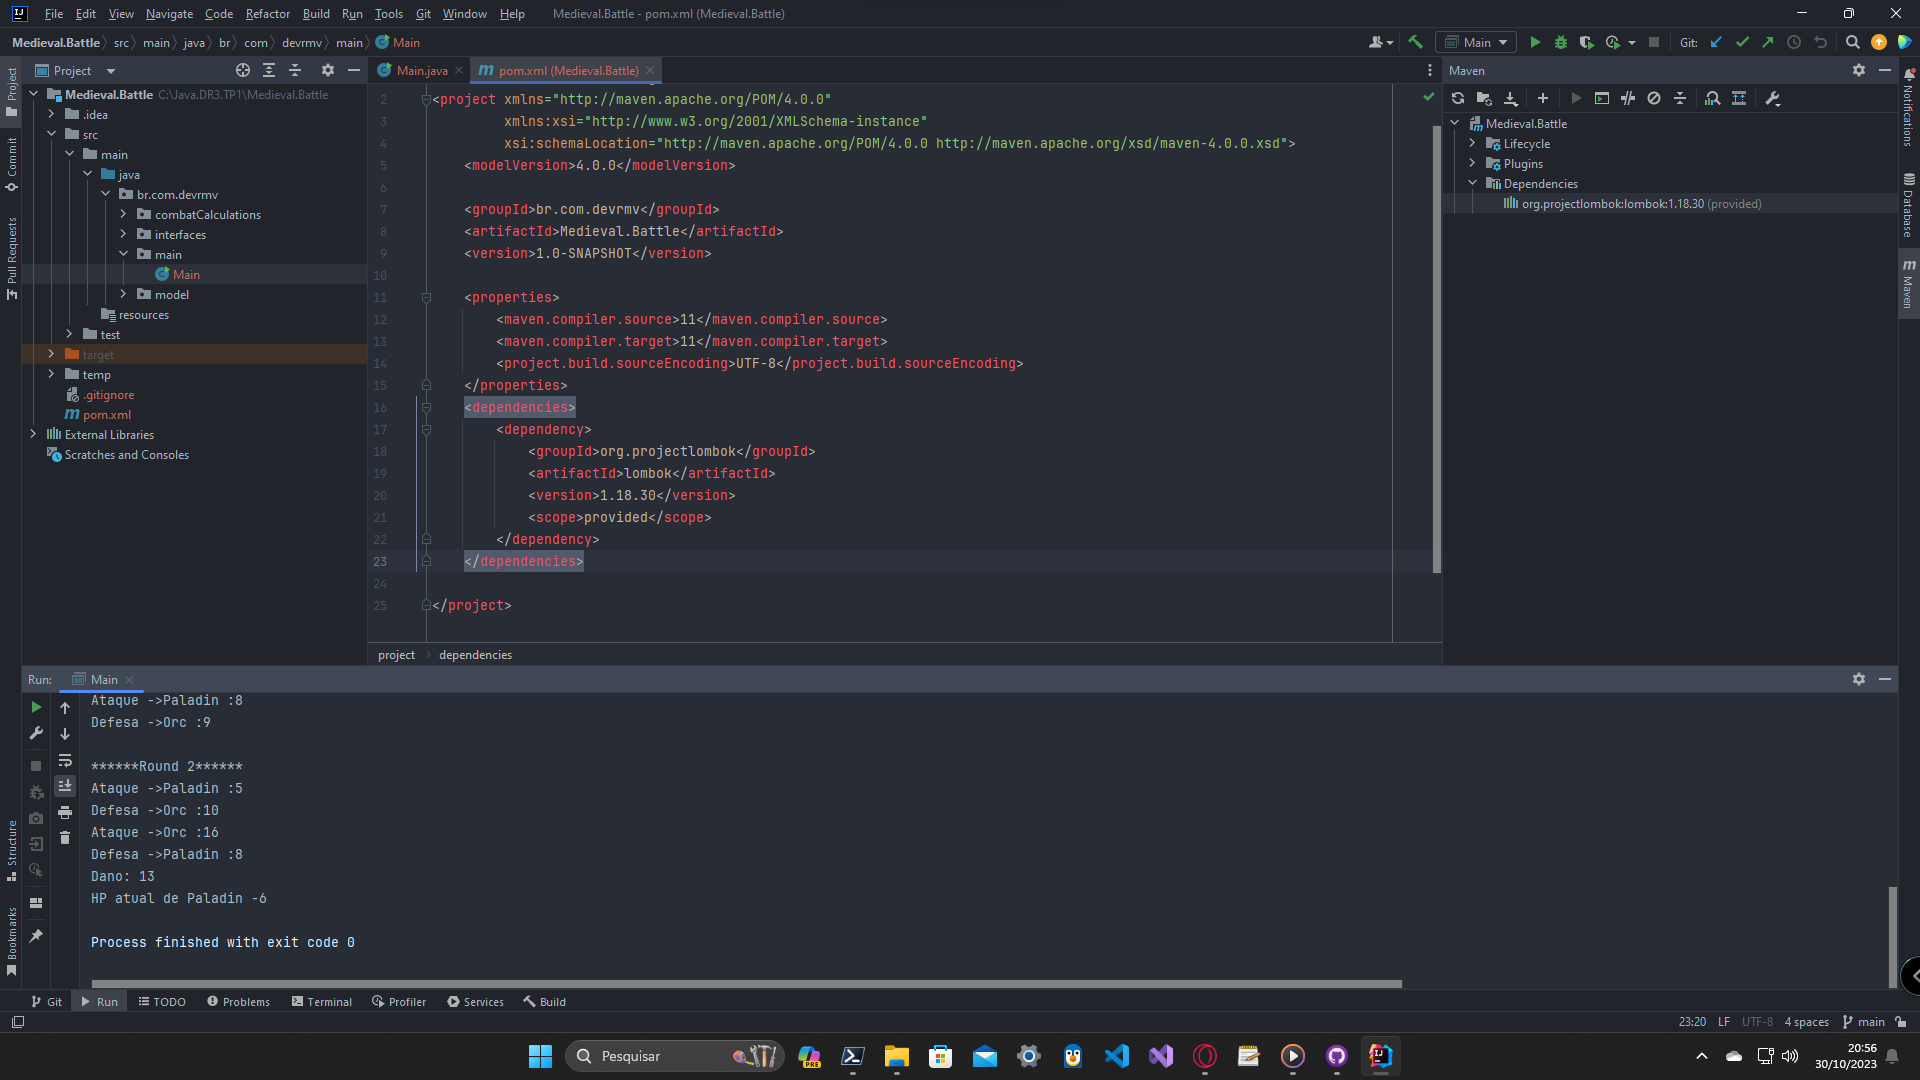 File Edit View Navigate Code Refactor Build Run Tools Git Window Help Medieval.Battle - pom.xml (Medieval.Battle)
Medieval.Battle src main java br com devrmv main Main
Main
Git:
Project
Main.java
pom.xml (Medieval.Battle)
Maven
Project
Commit
Pull Requests
Structure
Bookmarks
Medieval.Battle C:\Java.DR3.TP1\Medieval.Battle
.idea
src
main
java
br.com.devrmv
combatCalculations
interfaces
main
Main
model
resources
test
target
temp
.gitignore
pom.xml
External Libraries
Scratches and Consoles
2 <project xmlns="http://maven.apache.org/POM/4.0.0"
3 xmlns:xsi="http://www.w3.org/2001/XMLSchema-instance"
4 xsi:schemaLocation="http://maven.apache.org/POM/4.0.0 http://maven.apache.org/xsd/maven-4.0.0.xsd">
5 <modelVersion>4.0.0</modelVersion>
6
7 <groupId>br.com.devrmv</groupId>
8 <artifactId>Medieval.Battle</artifactId>
9 <version>1.0-SNAPSHOT</version>
10
11 <properties>
12 <maven.compiler.source>11</maven.compiler.source>
13 <maven.compiler.target>11</maven.compiler.target>
14 <project.build.sourceEncoding>UTF-8</project.build.sourceEncoding>
15 </properties>
16 <dependencies>
17 <dependency>
18 <groupId>org.projectlombok</groupId>
19 <artifactId>lombok</artifactId>
20 <version>1.18.30</version>
21 <scope>provided</scope>
22 </dependency>
23 </dependencies>
24
25 </project>
project dependencies
Medieval.Battle
Lifecycle
Plugins
Dependencies
org.projectlombok:lombok:1.18.30 (provided)
Notifications
Database
Maven
Run: Main
Ataque ->Paladin :8
Defesa ->Orc :9
******Round 2******
Ataque ->Paladin :5
Defesa ->Orc :10
Ataque ->Orc :16
Defesa ->Paladin :8
Dano: 13
HP atual de Paladin -6
Process finished with exit code 0
Git Run TODO Problems Terminal Profiler Services Build
23:20 LF UTF-8 4 spaces main
Pesquisar
PRE
20:56
30/10/2023